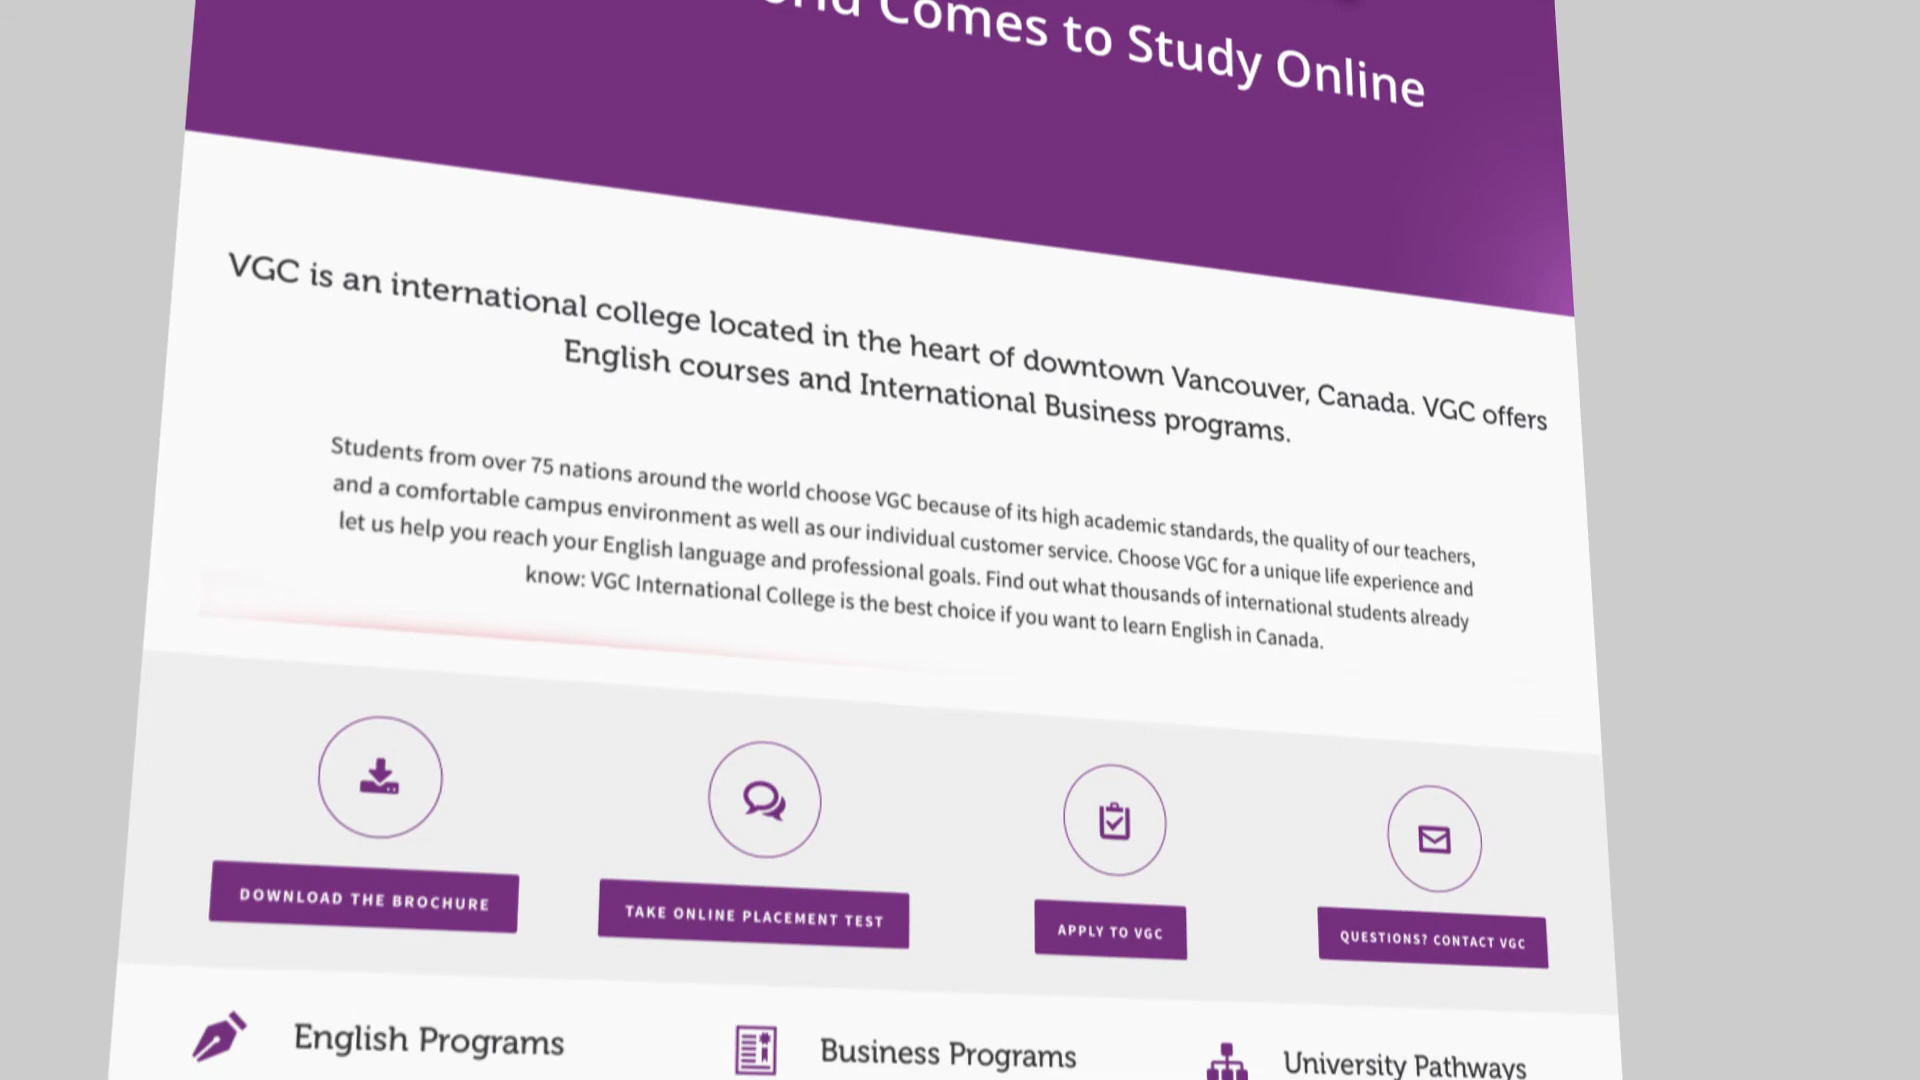 Comes to Study Online
VGC is an international college located in the heart of downtown Vancouver, Canada. VGC offers
English courses and International Business programs.
Students from over 75 nations around the world choose VGC because of its high academic standards, the quality of our teachers,
and a comfortable campus environment as well as our individual customer service. Choose VGC for a unique life experience and
let us help you reach your English language and professional goals. Find out what thousands of international students already
know: VGC International College is the best choice if you want to learn English in Canada.
DOWNLOAD THE BROCHURE
TAKE ONLINE PLACEMENT TEST
APPLY TO VGC
QUESTIONS? CONTACT VGC
English Programs
Business Programs
University Pathways